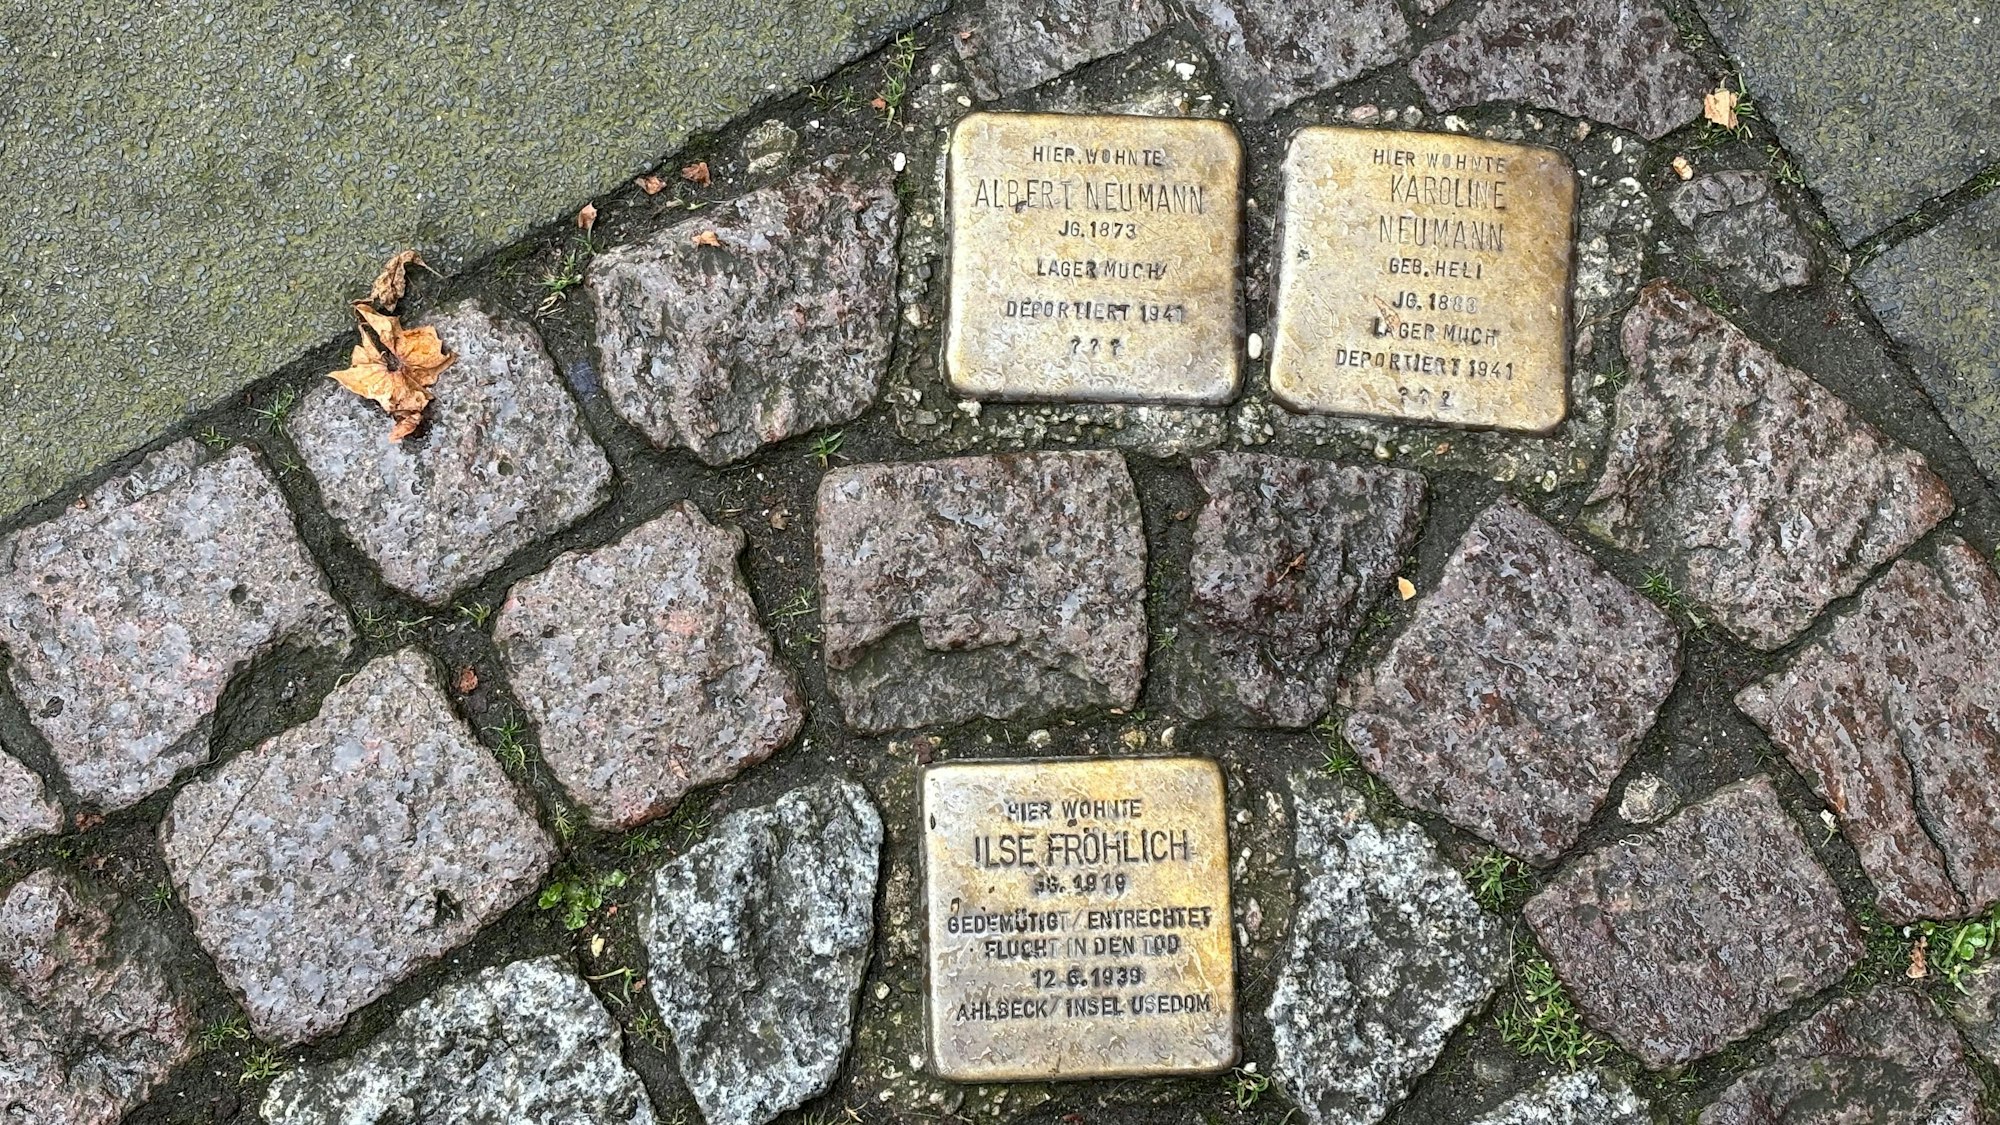 HIER WOHNTE
ALBERT NEUMANN
JG. 1873
LAGER MUCH
DEPORTIERT 1941
? ? ?
HIER WOHNTE
KAROLINE
NEUMANN
GEB. HELI
JG. 1883
LAGER MUCH
DEPORTIERT 1941
? ? ?
HIER WOHNTE
ILSE FRÖHLICH
JG. 1919
GEDEMÜTIGT / ENTRECHTET
FLUCHT IN DEN TOD
12.6.1939
AHLBECK / INSEL USEDOM